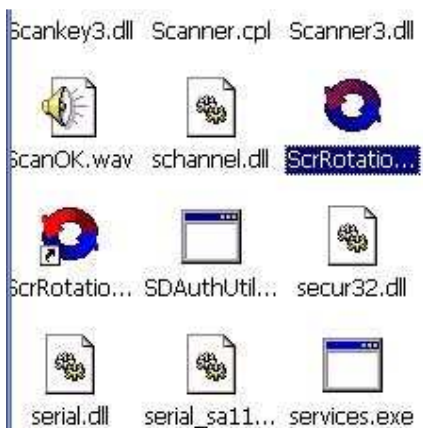 Scankey3.dll Scanner.cpl Scanner3.dll
ScanOK.wav schannel.dll ScrRotatio...
ScrRotatio... SDAuthUtil... secur32.dll
serial.dll serial_sa11... services.exe